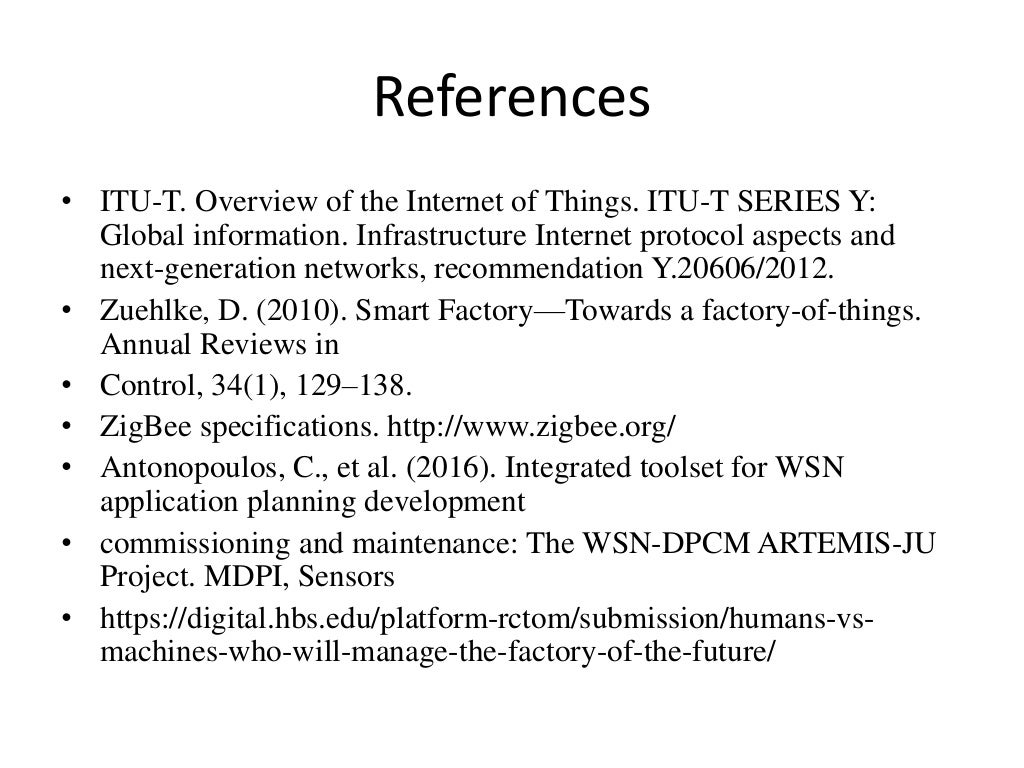 References
• ITU-T. Overview of the Internet of Things. ITU-T SERIES Y:
Global information. Infrastructure Internet protocol aspects and
next-generation networks, recommendation Y.20606/2012.
• Zuehlke, D. (2010). Smart Factory—Towards a factory-of-things.
Annual Reviews in
• Control, 34(1), 129–138.
• ZigBee specifications. http://www.zigbee.org/
• Antonopoulos, C., et al. (2016). Integrated toolset for WSN
application planning development
• commissioning and maintenance: The WSN-DPCM ARTEMIS-JU
Project. MDPI, Sensors
• https://digital.hbs.edu/platform-rctom/submission/humans-vs-
machines-who-will-manage-the-factory-of-the-future/